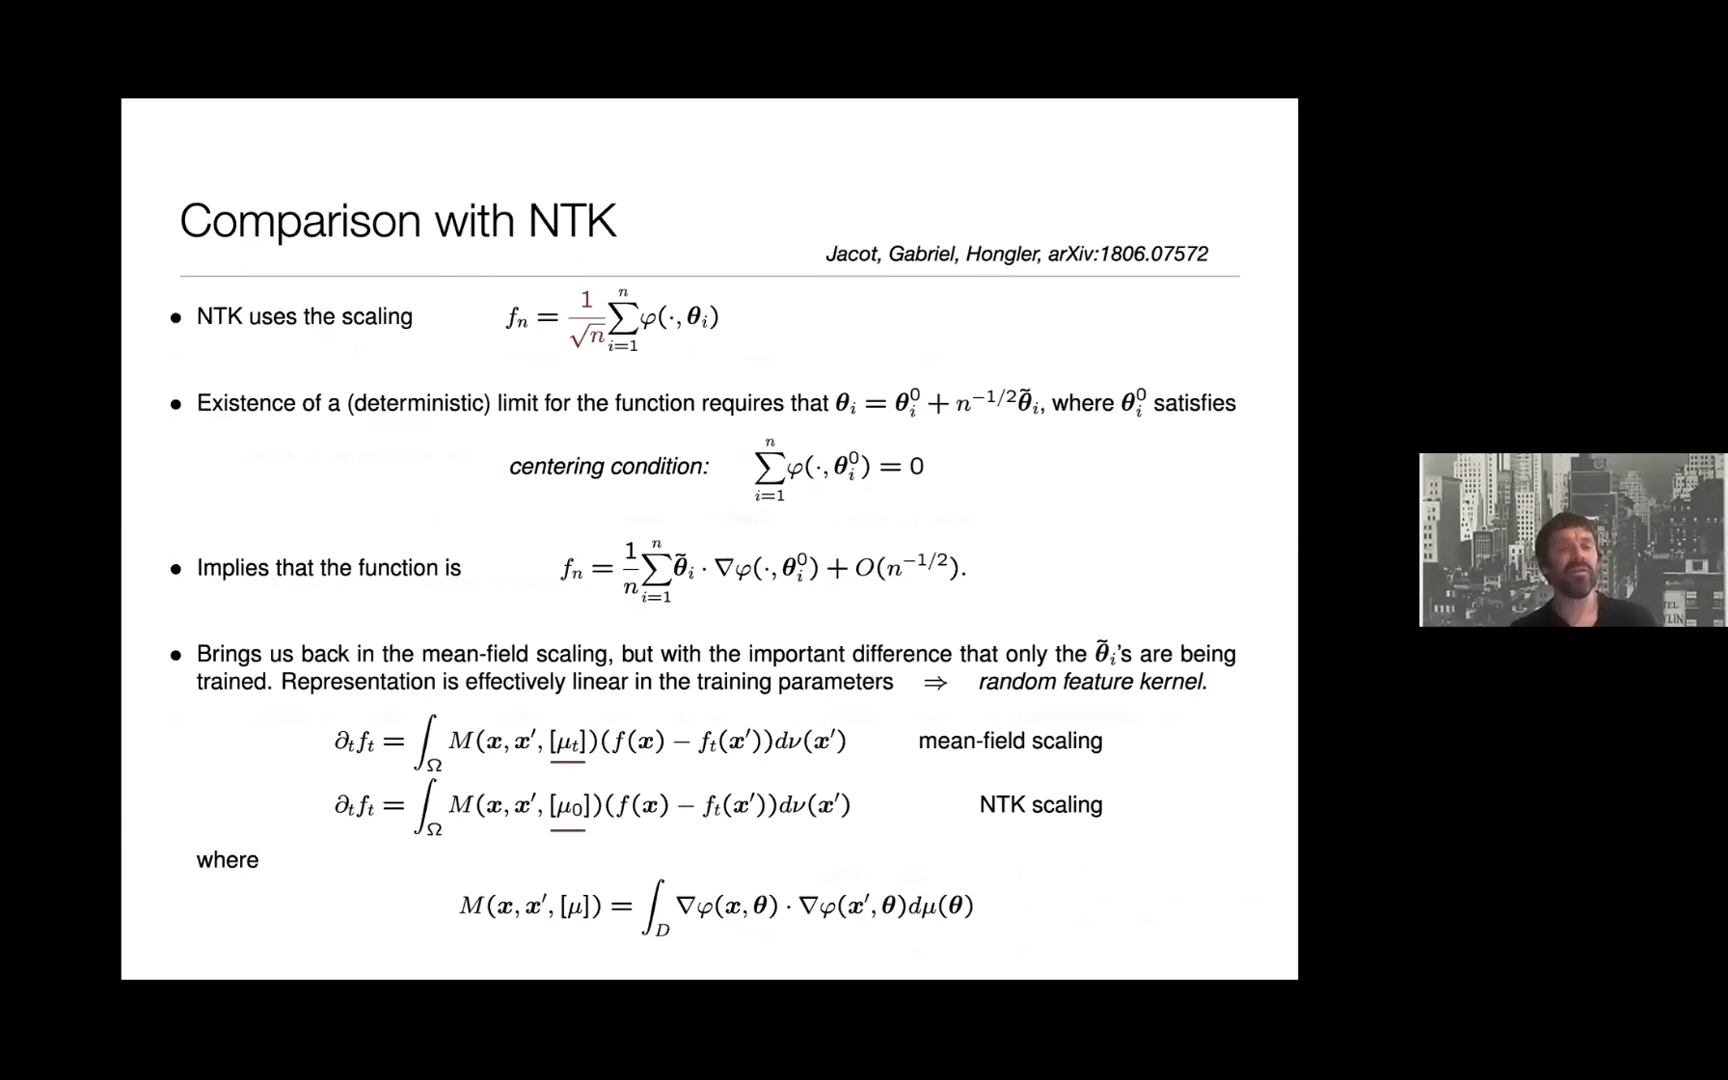 Comparison with NTK
Jacot, Gabriel, Hongler, arXiv:1806.07572
• NTK uses the scaling f_n = 1/√n ∑_{i=1}^{n} φ(·, θ_i)
• Existence of a (deterministic) limit for the function requires that θ_i = θ_i^0 + n^{−1/2}θ̃_i, where θ_i^0 satisfies
centering condition: ∑_{i=1}^{n} φ(·, θ_i^0) = 0
• Implies that the function is f_n = 1/n ∑_{i=1}^{n} θ̃_i · ∇φ(·, θ_i^0) + O(n^{−1/2}).
• Brings us back in the mean-field scaling, but with the important difference that only the θ̃_i's are being
trained. Representation is effectively linear in the training parameters ⇒ random feature kernel.
∂_t f_t = ∫_Ω M(x, x′, [μ_t])(f(x) − f_t(x′))dν(x′) mean-field scaling
∂_t f_t = ∫_Ω M(x, x′, [μ_0])(f(x) − f_t(x′))dν(x′) NTK scaling
where
M(x, x′, [μ]) = ∫_D ∇φ(x, θ) · ∇φ(x′, θ)dμ(θ)